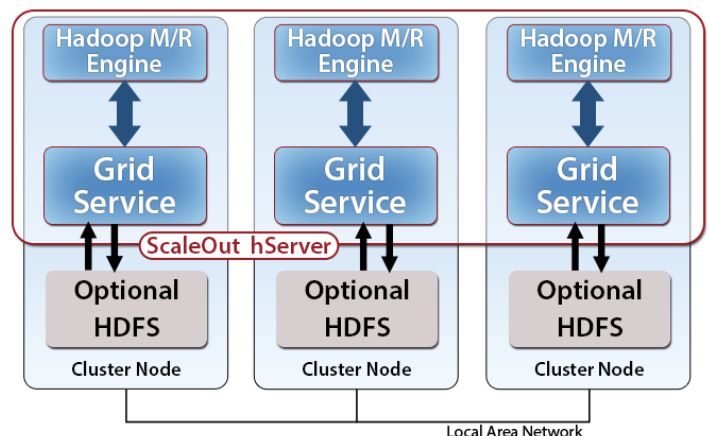 Hadoop M/R
Engine
Hadoop M/R
Engine
Hadoop M/R
Engine
Grid
Service
Grid
Service
Grid
Service
ScaleOut hServer
Optional
HDFS
Optional
HDFS
Optional
HDFS
Cluster Node
Cluster Node
Cluster Node
Local Area Network